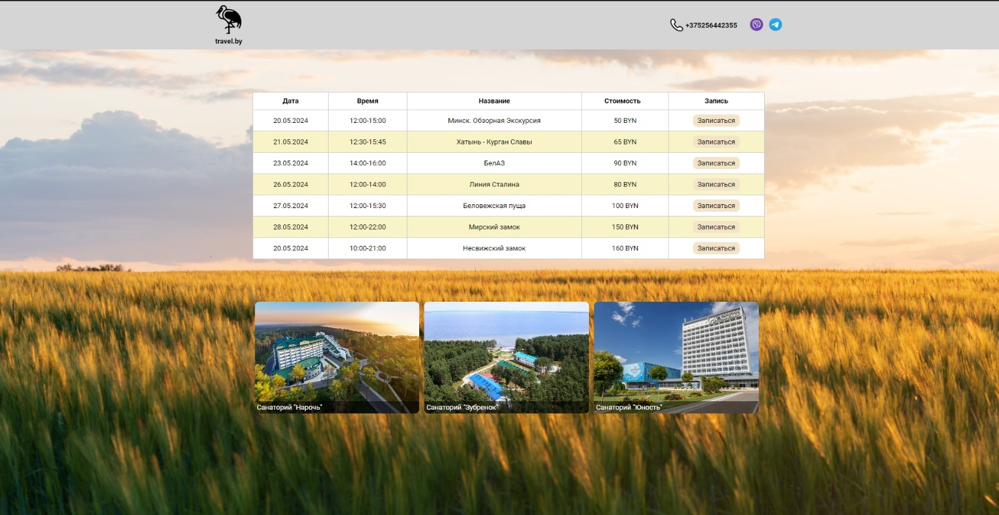 travel.by
+375256442355
Дата Время Название Стоимость Запись
20.05.2024 12:00-15:00 Минск. Обзорная Экскурсия 50 BYN Записаться
21.05.2024 12:30-15:45 Хатынь - Курган Славы 65 BYN Записаться
23.05.2024 14:00-16:00 БелАЗ 90 BYN Записаться
26.05.2024 12:00-14:00 Линия Сталина 80 BYN Записаться
27.05.2024 12:00-15:30 Беловежская пуща 100 BYN Записаться
28.05.2024 12:00-22:00 Мирский замок 150 BYN Записаться
20.05.2024 10:00-21:00 Несвижский замок 160 BYN Записаться
Санаторий "Нарочь" Санаторий "Зубренок" Санаторий "Юность"